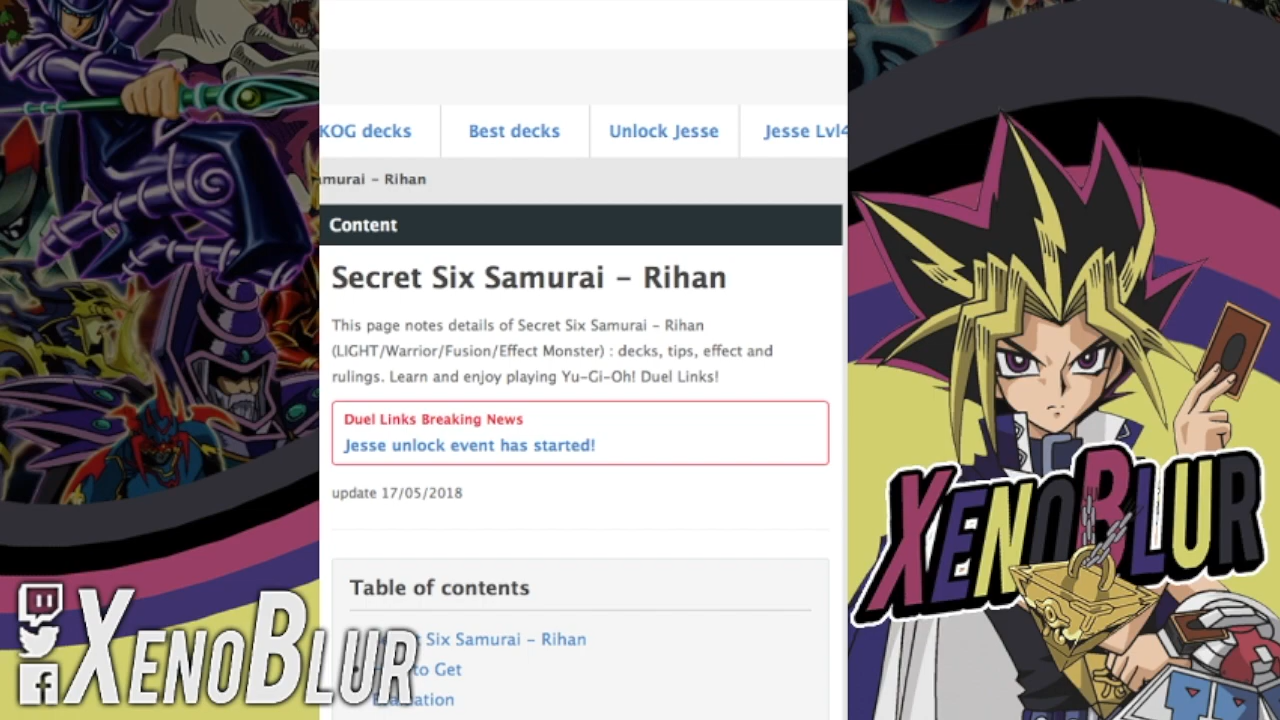 KOG decks
Best decks
Unlock Jesse
Jesse Lvl4
murai – Rihan
Content
Secret Six Samurai – Rihan
This page notes details of Secret Six Samurai – Rihan
(LIGHT/Warrior/Fusion/Effect Monster) : decks, tips, effect and
rulings. Learn and enjoy playing Yu-Gi-Oh! Duel Links!
Duel Links Breaking News
Jesse unlock event has started!
update 17/05/2018
Table of contents
Six Samurai – Rihan
to Get
XENOBLUR
XENOBLUR